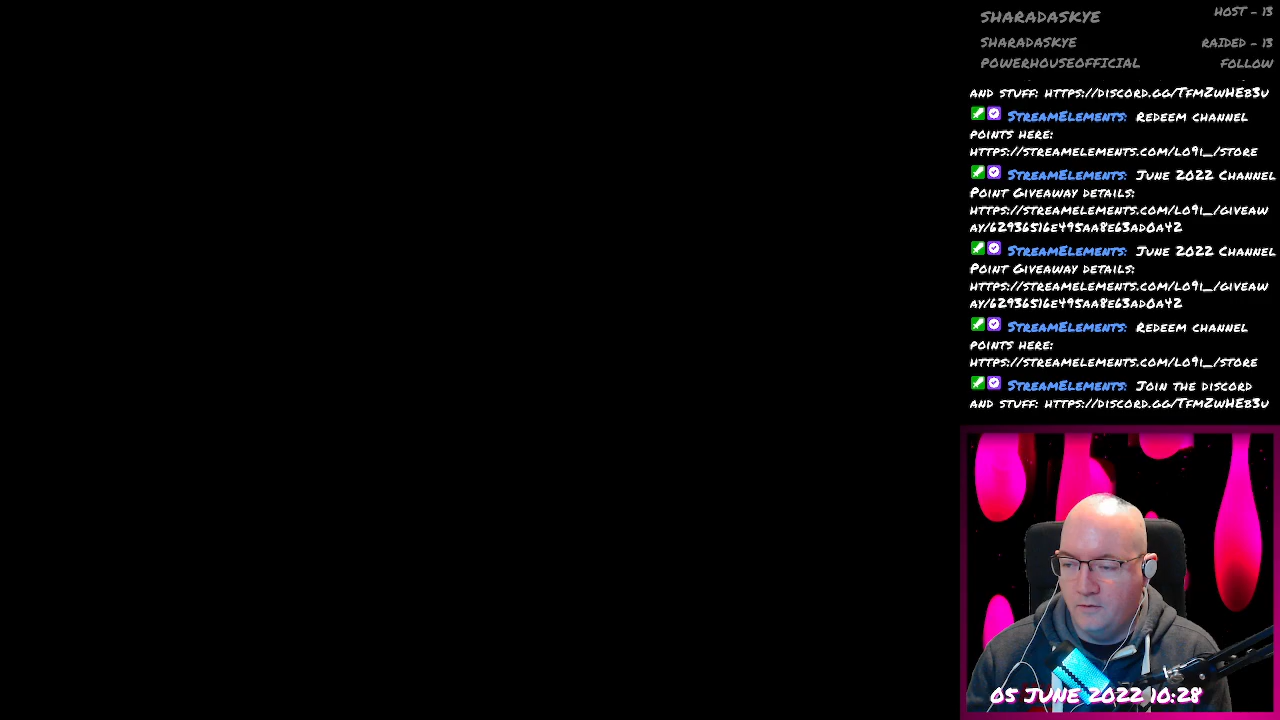 SHARADASKYE HOST - 13
SHARADASKYE RAIDED - 13
POWERHOUSEOFFICIAL FOLLOW
AND STUFF: HTTPS://DISCORD.GG/TFMZWHEB3U
STREAMELEMENTS: REDEEM CHANNEL
POINTS HERE:
HTTPS://STREAMELEMENTS.COM/LO9I_/STORE
STREAMELEMENTS: JUNE 2022 CHANNEL
POINT GIVEAWAY DETAILS:
HTTPS://STREAMELEMENTS.COM/LO9I_/GIVEAW
AY/62936516E495AA8E63AD0A42
STREAMELEMENTS: JUNE 2022 CHANNEL
POINT GIVEAWAY DETAILS:
HTTPS://STREAMELEMENTS.COM/LO9I_/GIVEAW
AY/62936516E495AA8E63AD0A42
STREAMELEMENTS: REDEEM CHANNEL
POINTS HERE:
HTTPS://STREAMELEMENTS.COM/LO9I_/STORE
STREAMELEMENTS: JOIN THE DISCORD
AND STUFF: HTTPS://DISCORD.GG/TFMZWHEB3U
05 JUNE 2022 10:28